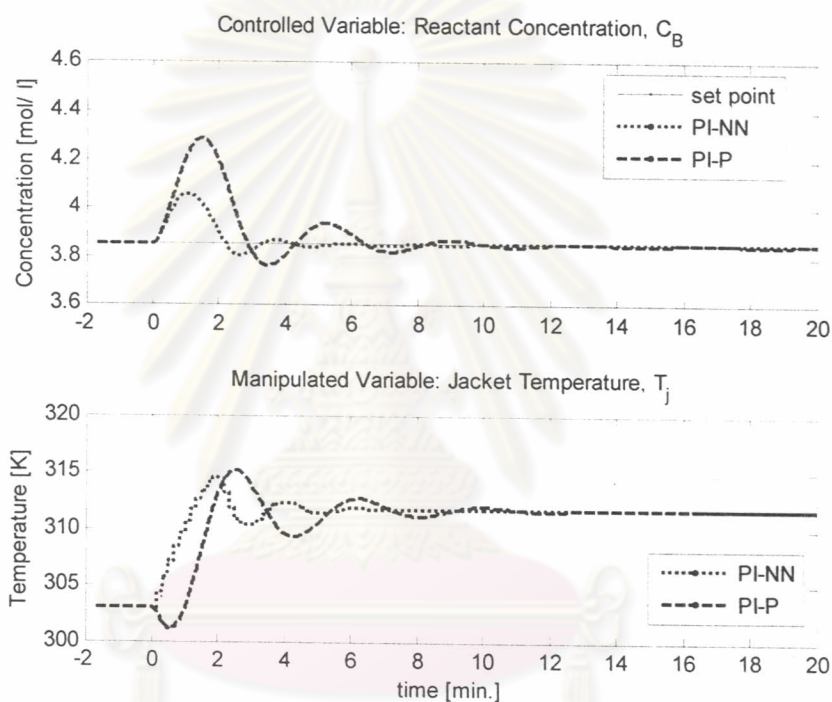 Controlled Variable: Reactant Concentration, C_B
4.6
4.4
4.2
4
3.8
3.6
Concentration [mol/ l]
set point
PI-NN
PI-P
-2 0 2 4 6 8 10 12 14 16 18 20
Manipulated Variable: Jacket Temperature, T_j
320
315
310
305
300
Temperature [K]
PI-NN
PI-P
-2 0 2 4 6 8 10 12 14 16 18 20
time [min.]